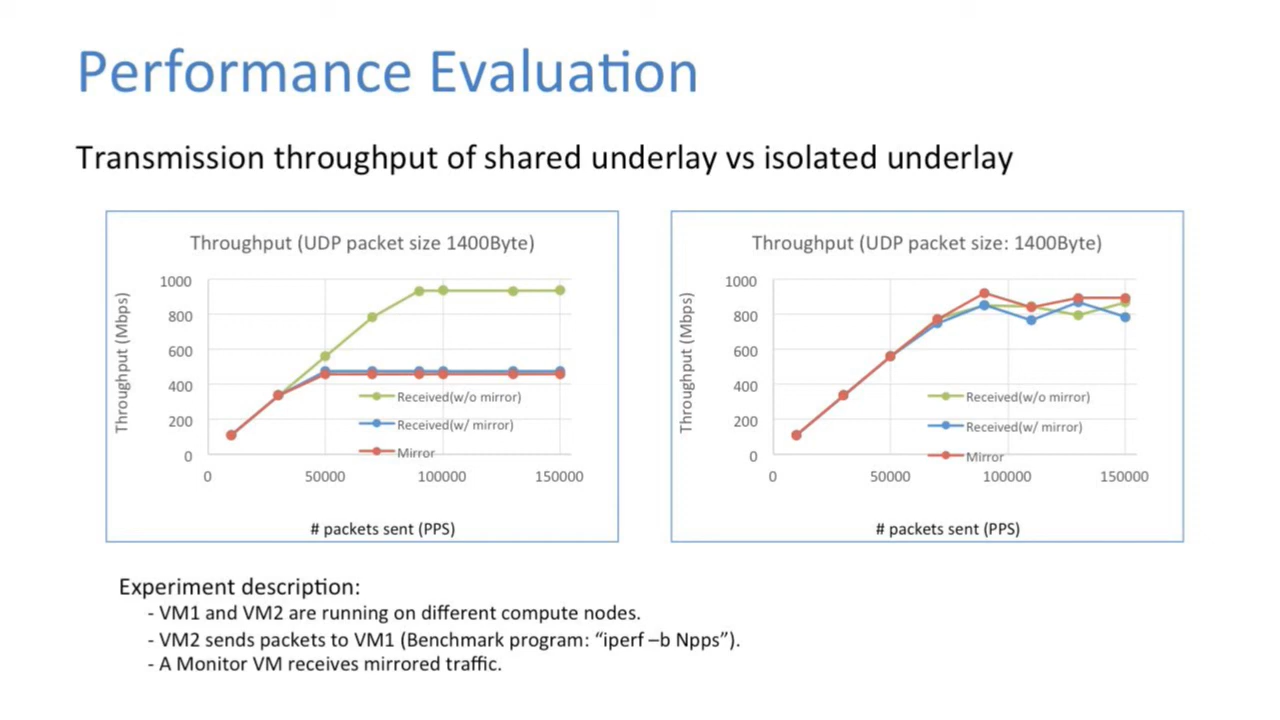 Performance Evaluation
Transmission throughput of shared underlay vs isolated underlay
Throughput (UDP packet size 1400Byte)
Throughput (Mbps)
1000
800
600
400
200
0
Received(w/o mirror)
Received(w/ mirror)
Mirror
0 50000 100000 150000
# packets sent (PPS)
Throughput (UDP packet size: 1400Byte)
Throughput (Mbps)
1000
800
600
400
200
0
Received(w/o mirror)
Received(w/ mirror)
Mirror
0 50000 100000 150000
# packets sent (PPS)
Experiment description:
- VM1 and VM2 are running on different compute nodes.
- VM2 sends packets to VM1 (Benchmark program: “iperf –b Npps”).
- A Monitor VM receives mirrored traffic.